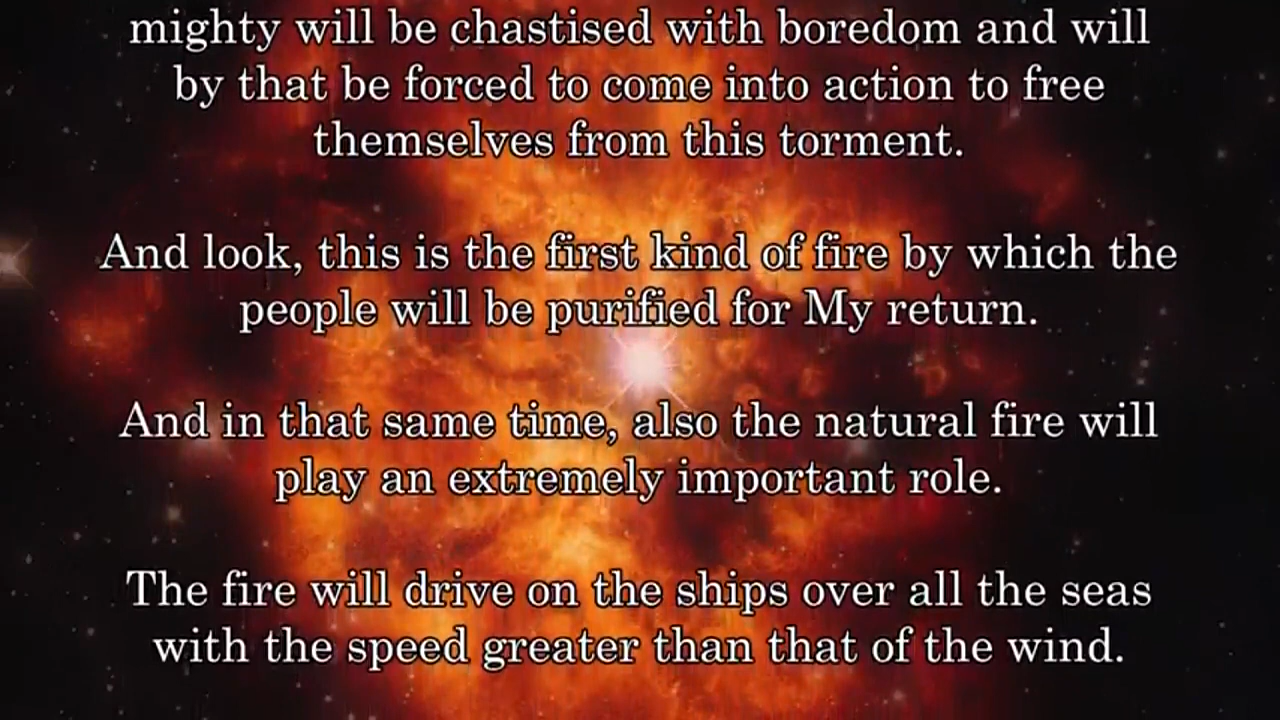 mighty will be chastised with boredom and will
by that be forced to come into action to free
themselves from this torment.
And look, this is the first kind of fire by which the
people will be purified for My return.
And in that same time, also the natural fire will
play an extremely important role.
The fire will drive on the ships over all the seas
with the speed greater than that of the wind.